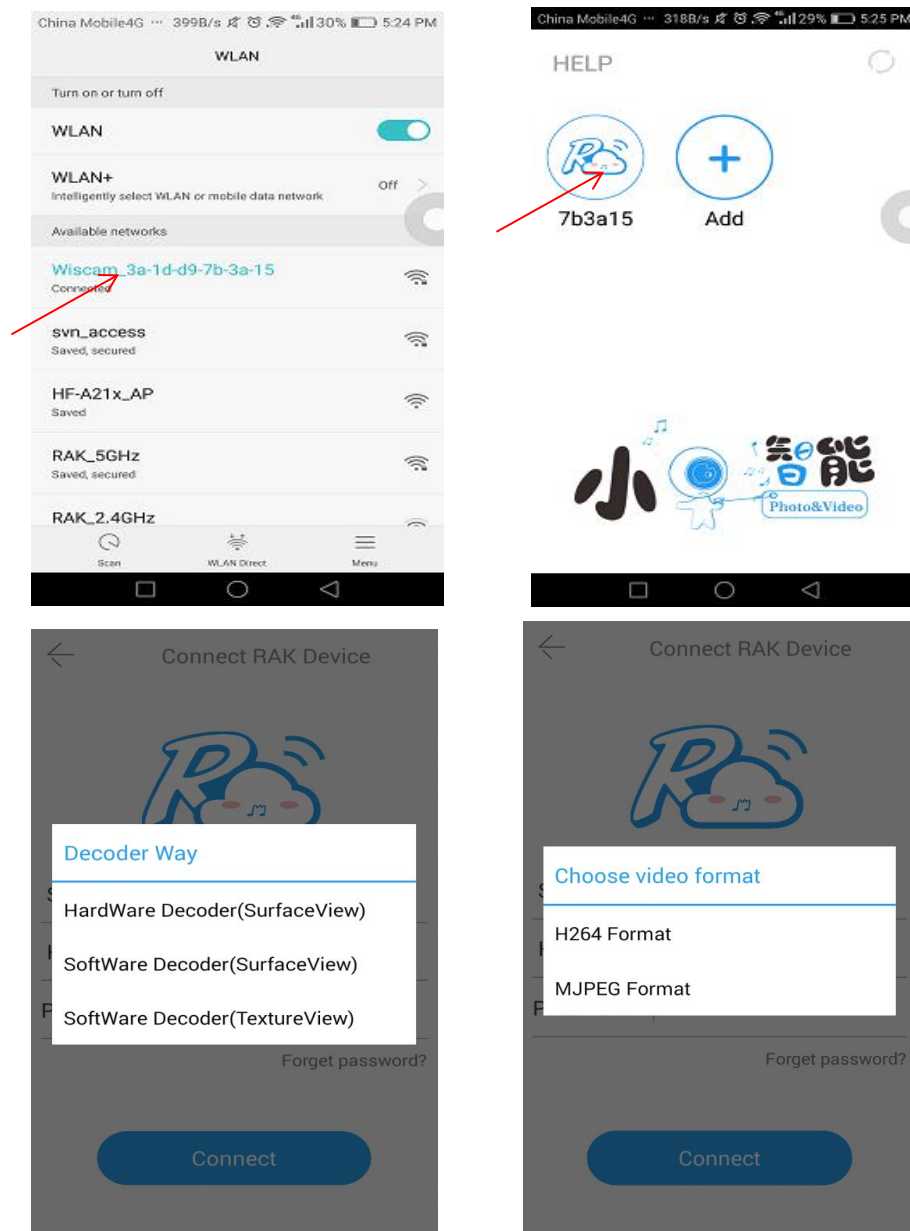 China Mobile4G ··· 399B/s 4G 30% 5:24 PM
WLAN
Turn on or turn off
WLAN
WLAN+
Intelligently select WLAN or mobile data network
Off
Available networks
Wiscam_3a-1d-d9-7b-3a-15
Connected
svn_access
Saved, secured
HF-A21x_AP
Saved
RAK_5GHz
Saved, secured
RAK_2.4GHz
Scan WLAN Direct Menu
China Mobile4G ··· 318B/s 4G 29% 5:25 PM
HELP
7b3a15 Add
小 智能
Photo&Video
Connect RAK Device
Decoder Way
HardWare Decoder(SurfaceView)
SoftWare Decoder(SurfaceView)
SoftWare Decoder(TextureView)
P
Forget password?
Connect
Connect RAK Device
Choose video format
H264 Format
MJPEG Format
P
Forget password?
Connect